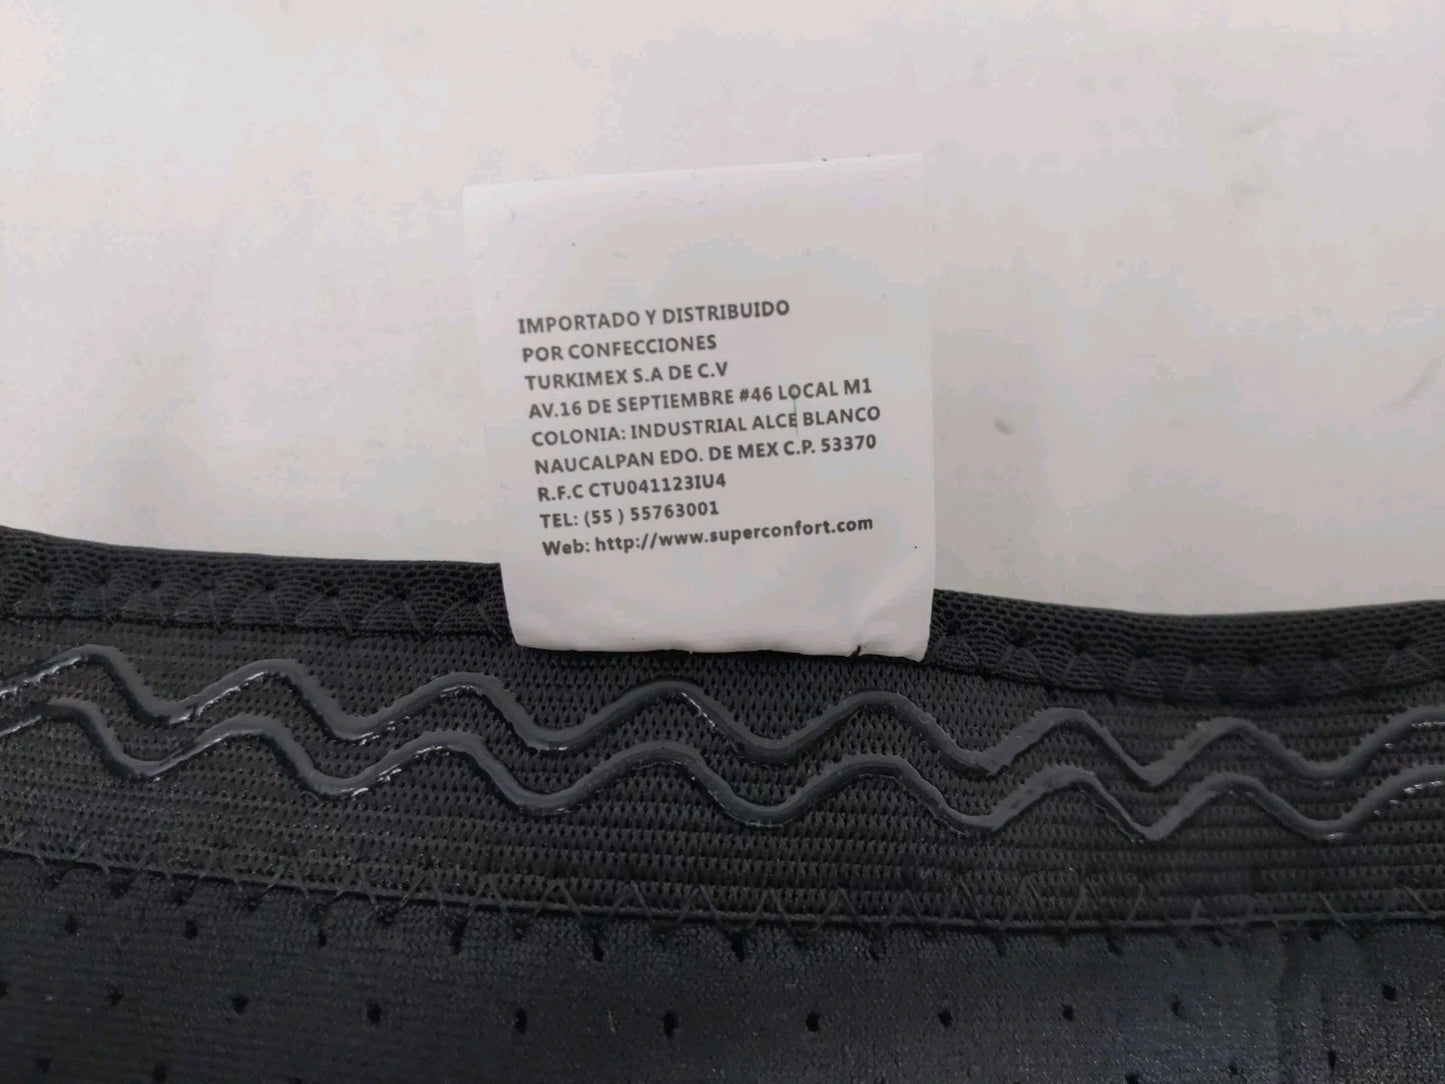 IMPORTADO Y DISTRIBUIDO
POR CONFECCIONES
TURKIMEX S.A DE C.V
AV.16 DE SEPTIEMBRE #46 LOCAL M1
COLONIA: INDUSTRIAL ALCE BLANCO
NAUCALPAN EDO. DE MEX C.P. 53370
R.F.C CTU041123IU4
TEL: (55 ) 55763001
Web: http://www.superconfort.com